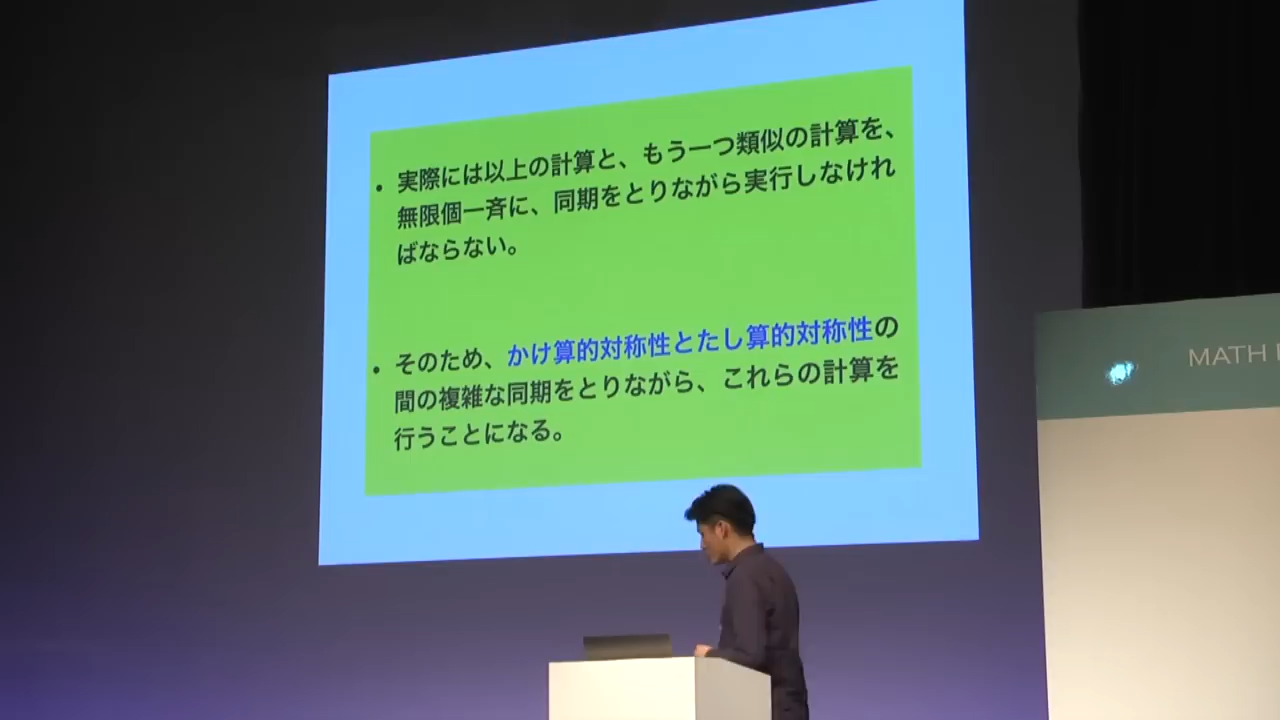 ・実際には以上の計算と、もう一つ類似の計算を、
無限個一斉に、同期をとりながら実行しなけれ
ばならない。
・そのため、かけ算的対称性とたし算的対称性の
間の複雑な同期をとりながら、これらの計算を
行うことになる。
MATH